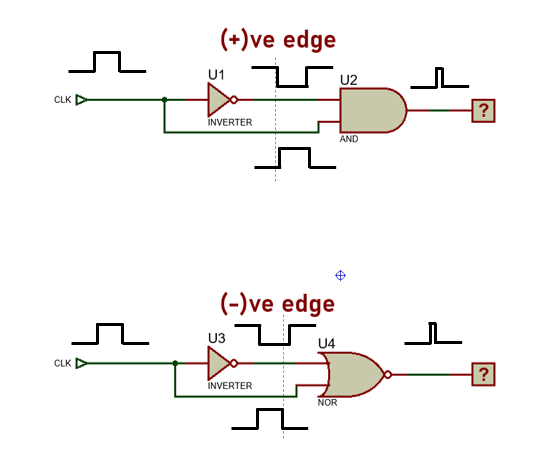 (+)ve edge
U1
U2
CLK
?
INVERTER
AND
(-)ve edge
U3
U4
CLK
?
INVERTER
NOR